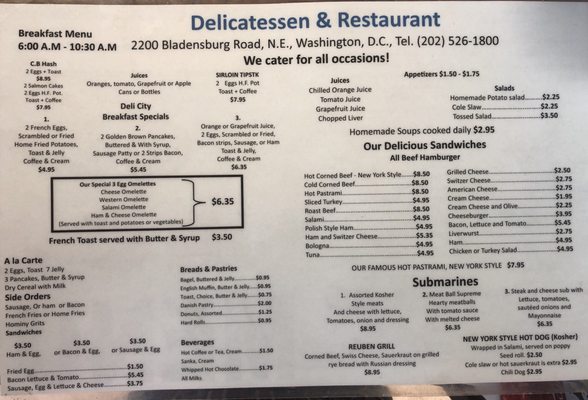 Delicatessen & Restaurant
Breakfast Menu
6:00 A.M - 10:30 A.M
2200 Bladensburg Road, N.E., Washington, D.C., Tel. (202) 526-1800
We cater for all occasions!
C.B Hash
2 Eggs + Toast
$8.95
2 Salmon Cakes
2 Eggs H.F. Pot
Toast + Coffee
$7.95
Juices
Oranges, tomato, Grapefruit or Apple
Cans or Bottles
SIRLOIN TIPSTK
2 Eggs H.F. Pot
Toast + Coffee
$7.95
Deli City
Breakfast Specials
1.
2 French Eggs,
Scrambled or Fried
Home Fried Potatoes,
Toast & Jelly
Coffee & Cream
$4.95
2.
2 Golden Brown Pancakes,
Buttered & With Syrup,
Sausage Patty or 2 Strips Bacon,
Coffee & Cream
$5.45
3.
Orange or Grapefruit Juice,
2 Eggs, Scrambled or Fried,
Bacon strips, Sausage, or Ham
Toast & Jelly,
Coffee & Cream
$6.35
Our Special 3 Egg Omelettes
Cheese Omelette
Western Omelette
Salami Omelette
Ham & Cheese Omelette
(Served with toast and potatoes or vegetables)
$6.35
French Toast served with Butter & Syrup $3.50
A la Carte
2 Eggs, Toast 7 Jelly
3 Pancakes, Butter & Syrup
Dry Cereal with Milk
Side Orders
Sausage, Or ham or Bacon
French Fries or Home Fries
Hominy Grits
Sandwiches
$3.50 $3.50 $3.50
Ham & Egg, or Bacon & Egg, or Sausage & Egg
Fried Egg $1.50
Bacon Lettuce & Tomato $5.45
Sausage, Egg & Lettuce & Cheese $3.75
Breads & Pastries
Bagel, Buttered & Jelly $0.95
English Muffin, Butter & Jelly $0.95
Toast, Choice, Butter & Jelly $0.75
Danish Pastry $2.00
Donuts, Assorted $1.25
Hard Rolls $0.95
Beverages
Hot Coffee or Tea, Cream $1.50
Sanka, Cream
Whipped Hot Chocolate $1.75
All Milks
Juices
Chilled Orange Juice
Tomato Juice
Grapefruit Juice
Chopped Liver
Appetizers $1.50 - $1.75
Salads
Homemade Potato salad $2.25
Cole Slaw $2.25
Tossed Salad $3.50
Homemade Soups cooked daily $2.95
Our Delicious Sandwiches
All Beef Hamburger
Hot Corned Beef - New York Style $8.50
Cold Corned Beef $8.50
Hot Pastrami $8.50
Sliced Turkey $4.95
Roast Beef $8.50
Salami $4.95
Polish Style Ham $4.95
Ham and Switzer Cheese $5.35
Bologna $4.95
Tuna $4.95
Grilled Cheese $2.50
Switzer Cheese $2.75
American Cheese $2.75
Cream Cheese $1.95
Cream Cheese and Olive $2.25
Cheeseburger $3.95
Bacon, Lettuce and Tomato $5.45
Liverwurst $2.75
Ham $4.95
Chicken or Turkey Salad $4.95
OUR FAMOUS HOT PASTRAMI, NEW YORK STYLE $7.95
Submarines
1. Assorted Kosher
Style meats
And cheese with lettuce,
Tomatoes, onion and dressing
$8.95
2. Meat Ball Supreme
Hearty meatballs
With tomato sauce
With melted cheese
$6.35
3. Steak and cheese sub with
Lettuce, tomatoes,
sautéed onions and
Mayonnaise
$6.35
REUBEN GRILL
Corned Beef, Swiss Cheese, Sauerkraut on grilled
rye bread with Russian dressing
$8.95
NEW YORK STYLE HOT DOG (Kosher)
Wrapped in Salami, served on poppy
Seed roll. $2.50
Cole slaw or hot sauerkraut is extra $2.95
Chili Dog $2.95